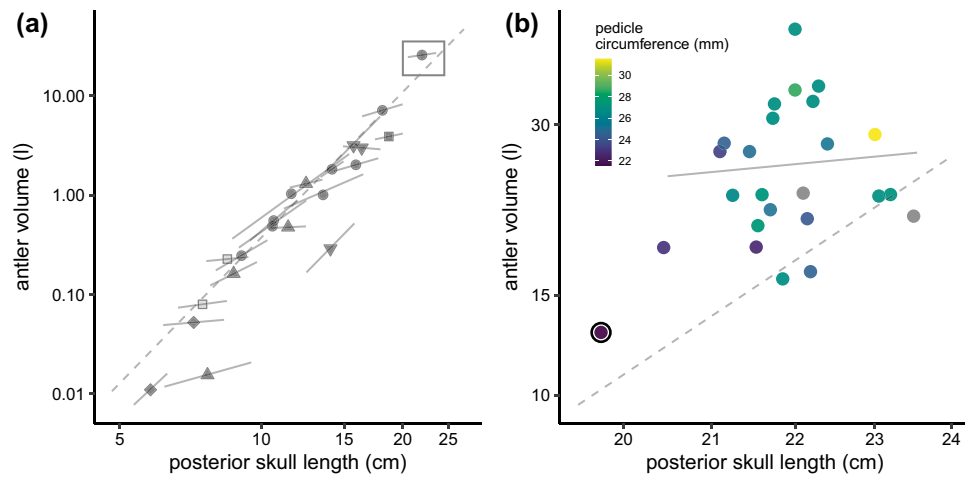 (a)
antler volume (l)
10.00
1.00
0.10
0.01
5
10
15
20
25
posterior skull length (cm)
(b)
pedicle
circumference (mm)
30
28
26
24
22
antler volume (l)
30
15
10
20
21
22
23
24
posterior skull length (cm)